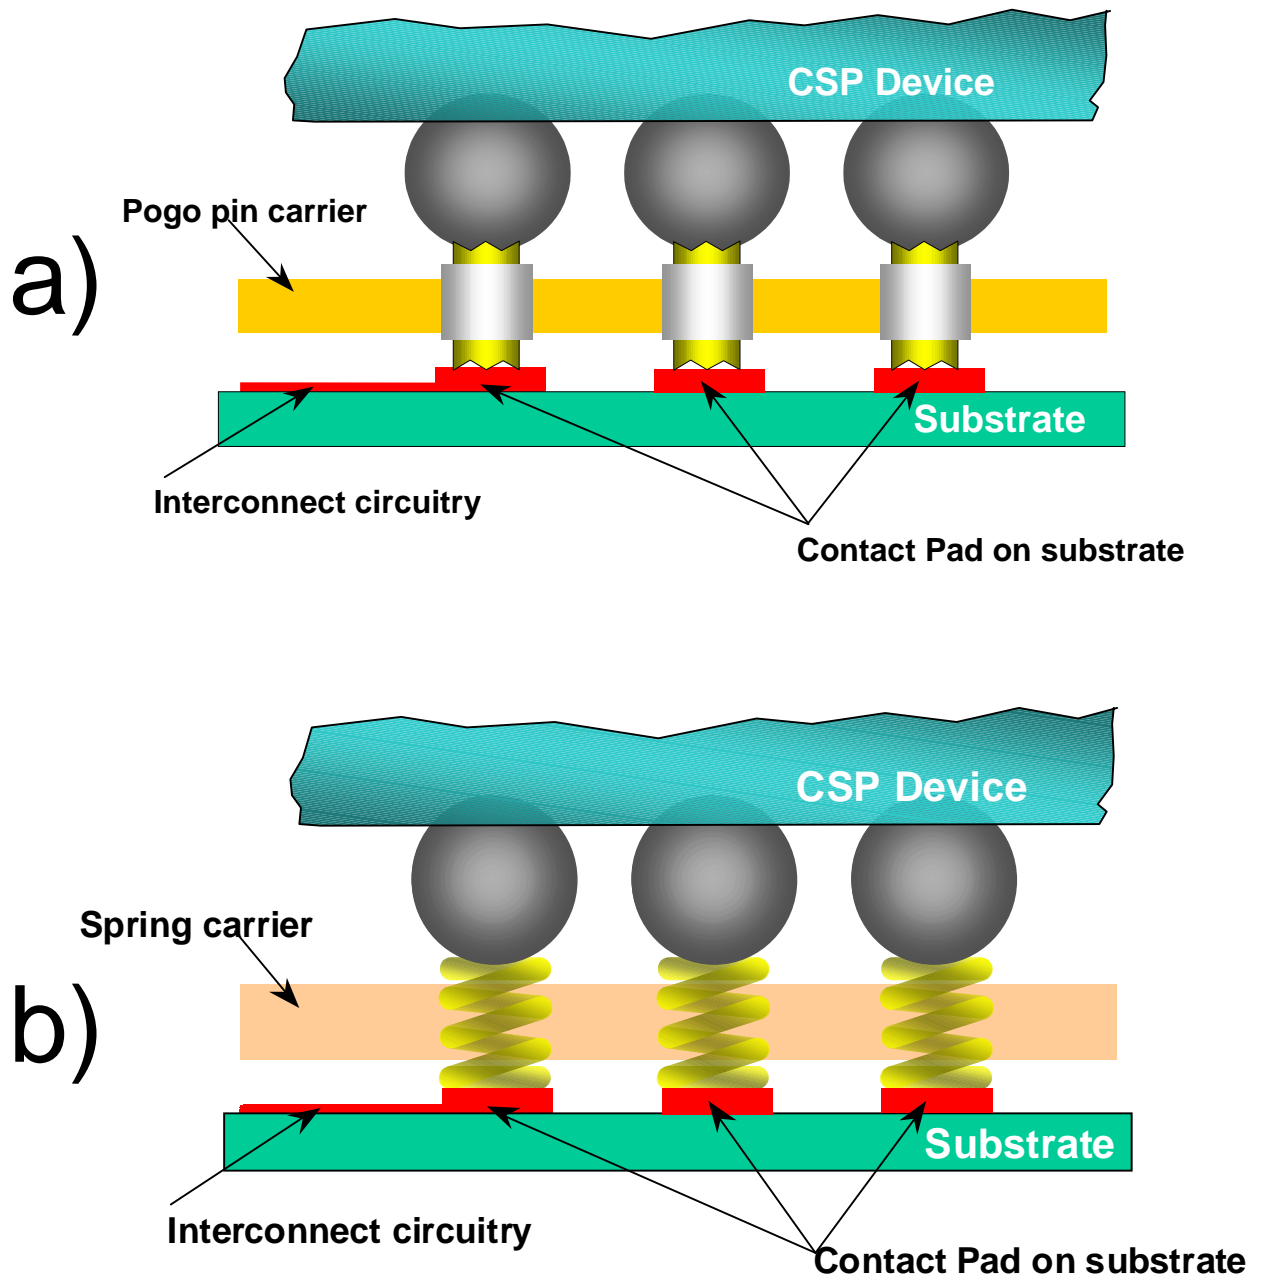 a)
CSP Device
Pogo pin carrier
Substrate
Interconnect circuitry
Contact Pad on substrate
b)
CSP Device
Spring carrier
Substrate
Interconnect circuitry
Contact Pad on substrate